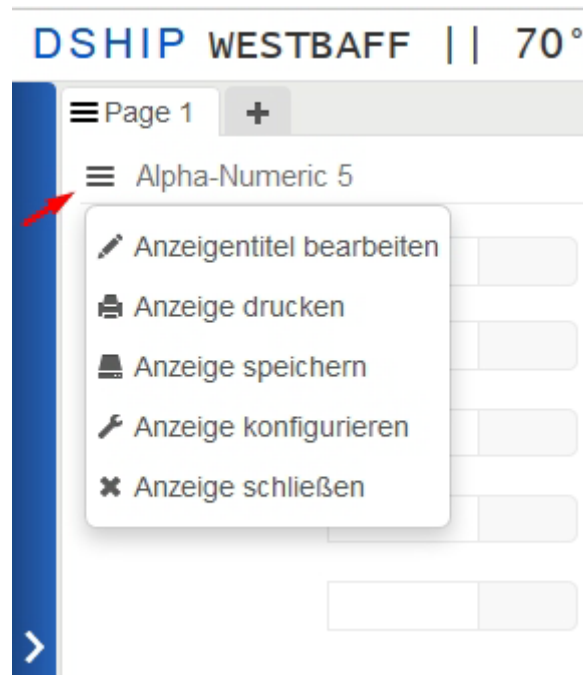 DSHIP WESTBAFF || 70°
Page 1
Alpha-Numeric 5
Anzeigentitel bearbeiten
Anzeige drucken
Anzeige speichern
Anzeige konfigurieren
Anzeige schließen